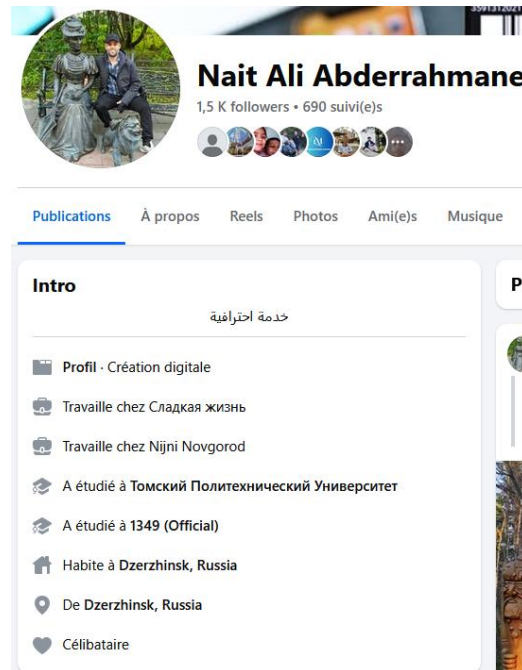 3591312021
Nait Ali Abderrahmane
1,5 K followers • 690 suivi(e)s
Publications À propos Reels Photos Ami(e)s Musique
Intro
خدمة احترافية
Profil · Création digitale
Travaille chez Сладкая жизнь
Travaille chez Nijni Novgorod
A étudié à Томский Политехнический Университет
A étudié à 1349 (Official)
Habite à Dzerzhinsk, Russia
De Dzerzhinsk, Russia
Célibataire